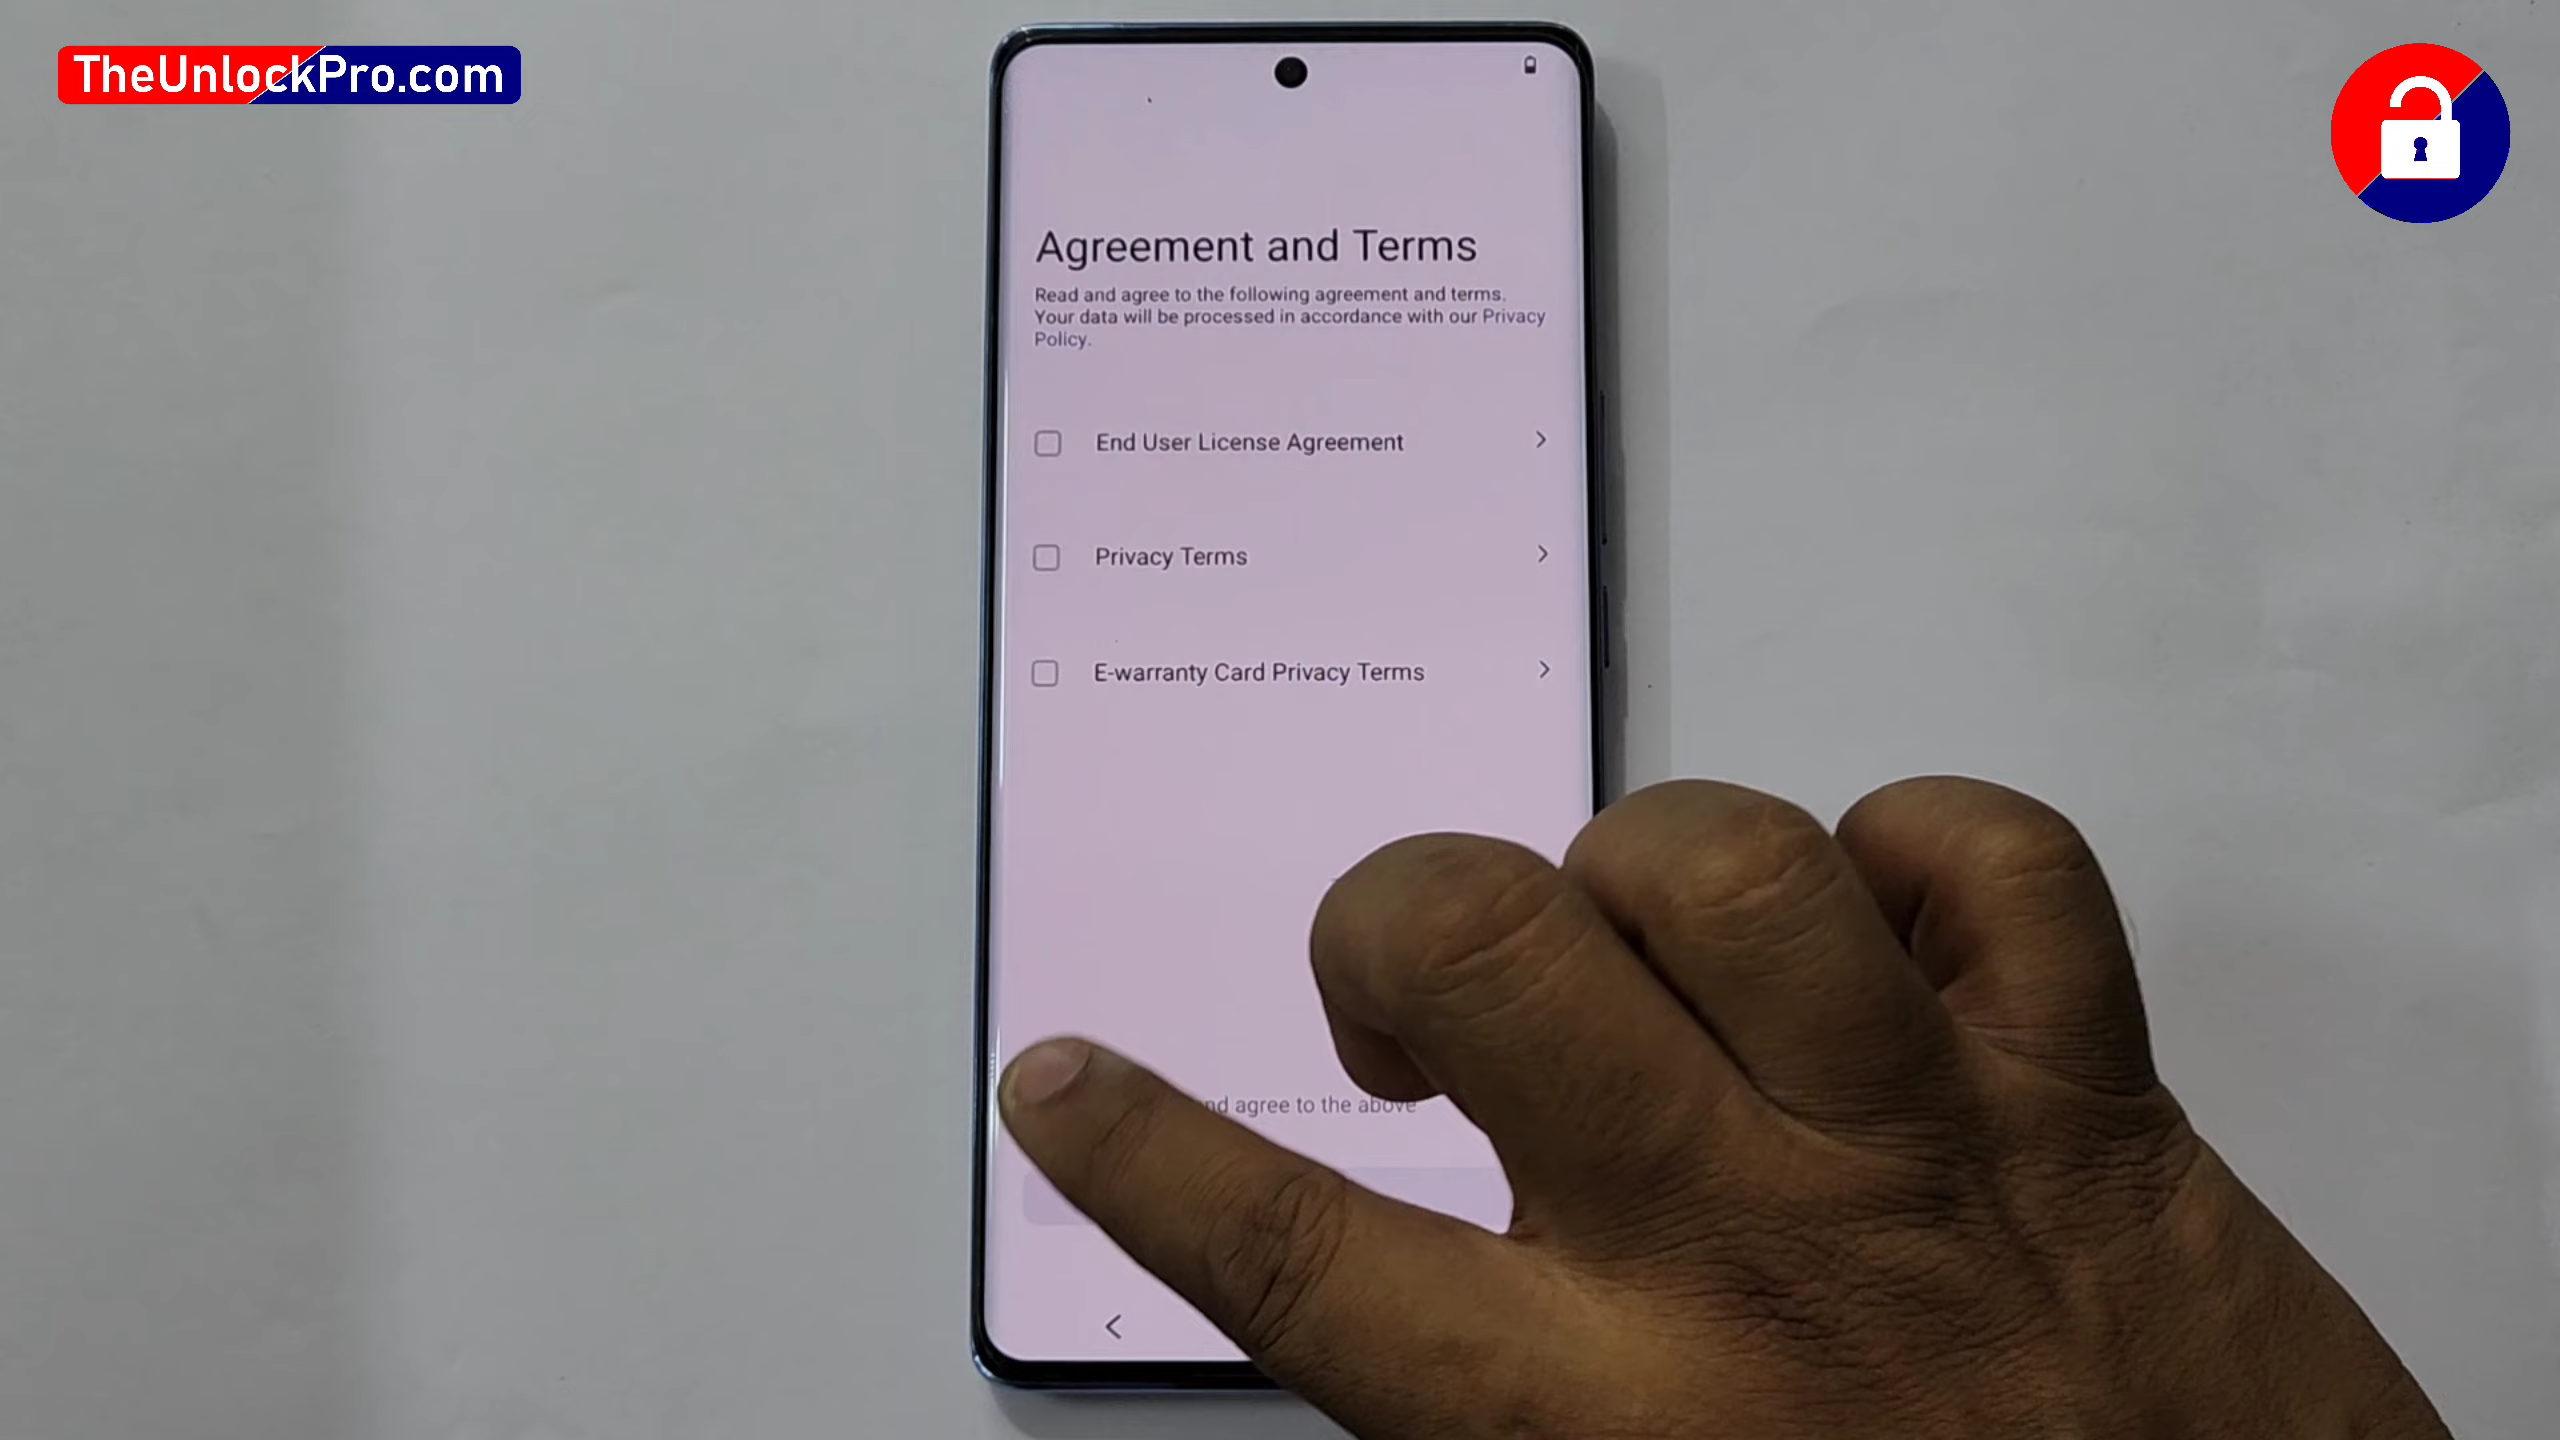 TheUnlockPro.com
Agreement and Terms
Read and agree to the following agreement and terms.
Your data will be processed in accordance with our Privacy
Policy.
End User License Agreement
Privacy Terms
E-warranty Card Privacy Terms
agree to the above